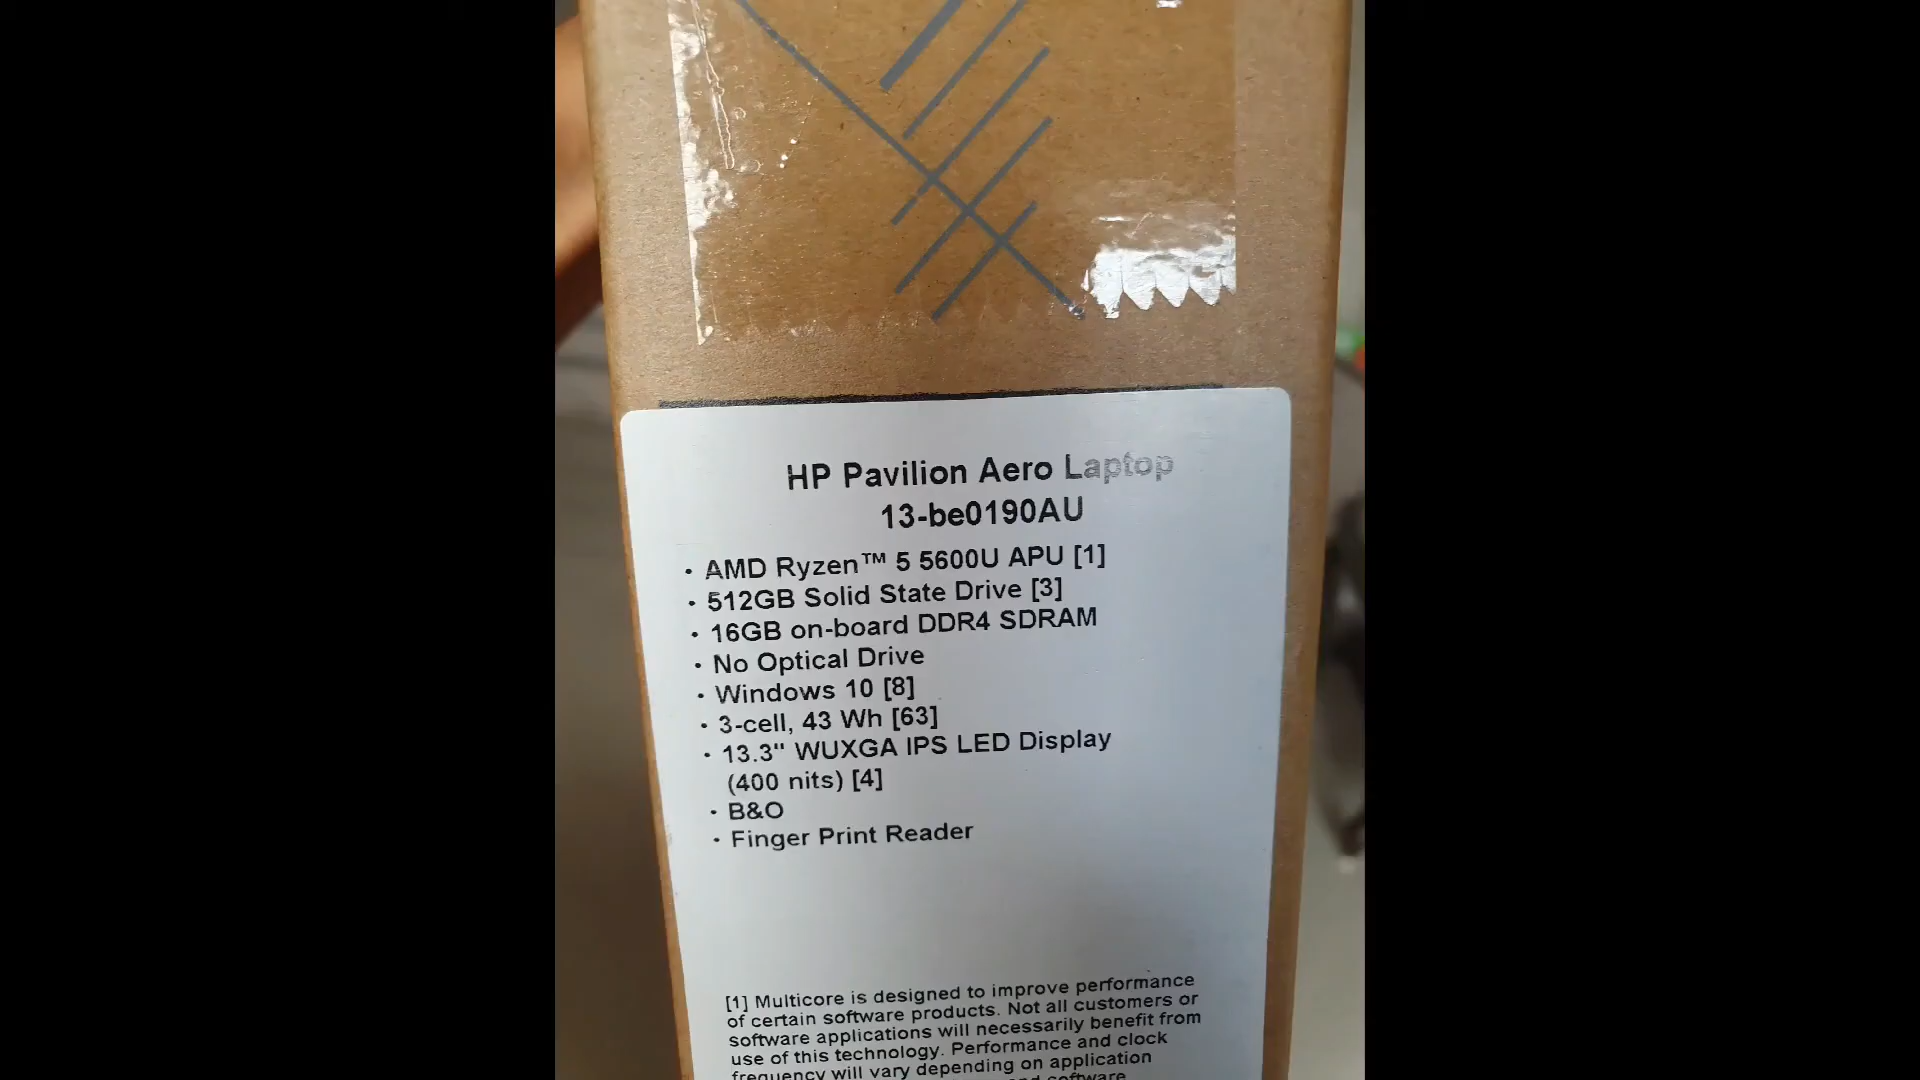 HP Pavilion Aero Laptop
13-be0190AU
· AMD Ryzen™ 5 5600U APU [1]
· 512GB Solid State Drive [3]
· 16GB on-board DDR4 SDRAM
· No Optical Drive
· Windows 10 [8]
· 3-cell, 43 Wh [63]
· 13.3" WUXGA IPS LED Display
(400 nits) [4]
· B&O
· Finger Print Reader
[1] Multicore is designed to improve performance
of certain software products. Not all customers or
software applications will necessarily benefit from
use of this technology. Performance and clock
frequency will vary depending on application
and software